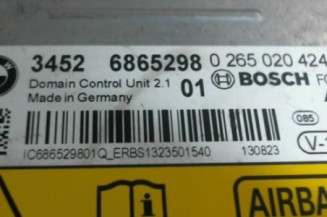 3452 6865298 0 265 020 424
Domain Control Unit 2.1 01 BOSCH
Made in Germany
085
IC686529801Q_ERBS1323501540 130823
AIRBA